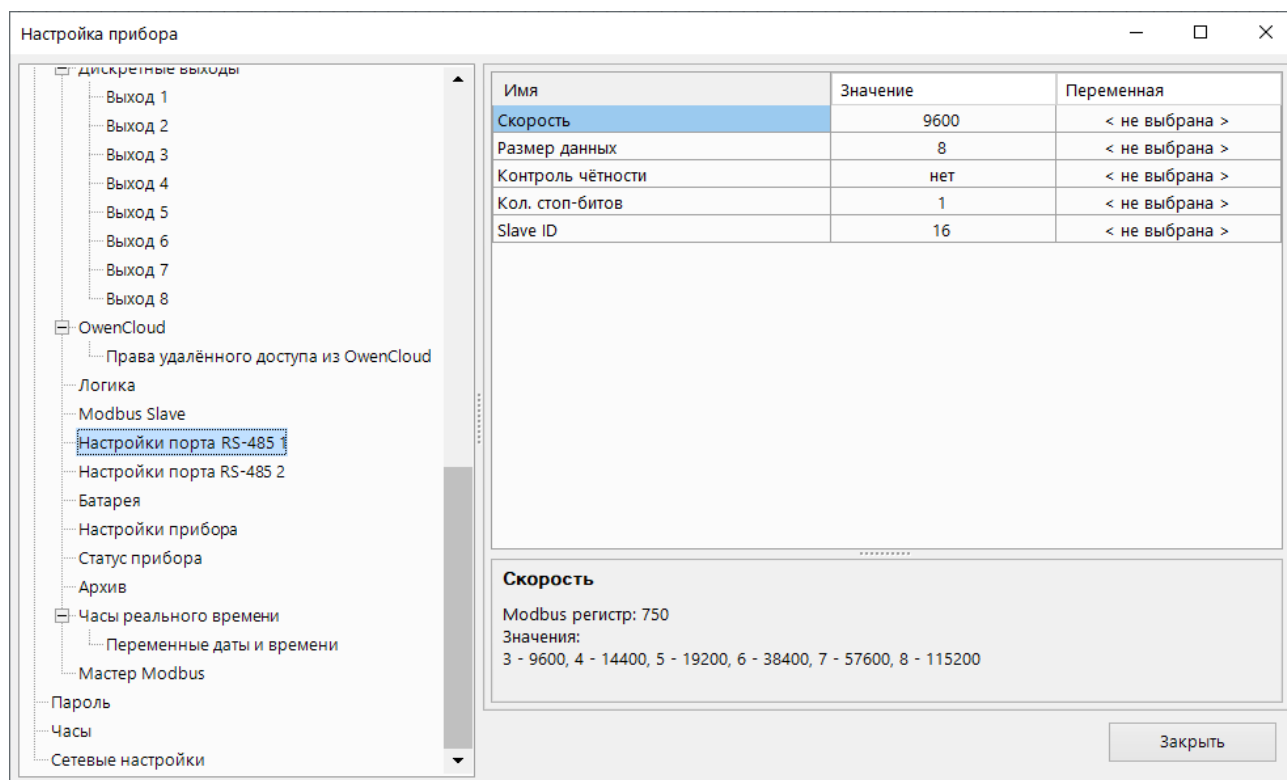 Настройка прибора
Дискретные выходы
Выход 1
Выход 2
Выход 3
Выход 4
Выход 5
Выход 6
Выход 7
Выход 8
OwenCloud
Права удалённого доступа из OwenCloud
Логика
Modbus Slave
Настройки порта RS-485 1
Настройки порта RS-485 2
Батарея
Настройки прибора
Статус прибора
Архив
Часы реального времени
Переменные даты и времени
Мастер Modbus
Пароль
Часы
Сетевые настройки
Имя Значение Переменная
Скорость 9600 < не выбрана >
Размер данных 8 < не выбрана >
Контроль чётности нет < не выбрана >
Кол. стоп-битов 1 < не выбрана >
Slave ID 16 < не выбрана >
Скорость
Modbus регистр: 750
Значения:
3 - 9600, 4 - 14400, 5 - 19200, 6 - 38400, 7 - 57600, 8 - 115200
Закрыть